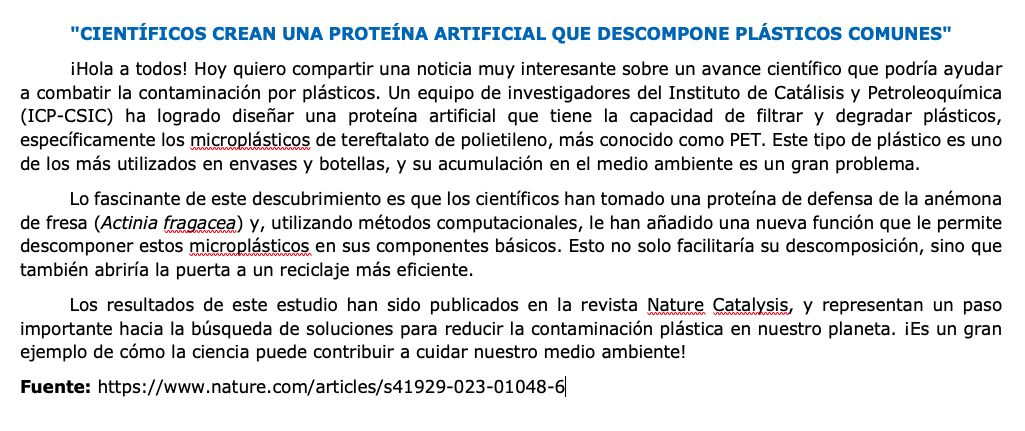 "CIENTÍFICOS CREAN UNA PROTEÍNA ARTIFICIAL QUE DESCOMPONE PLÁSTICOS COMUNES"
¡Hola a todos! Hoy quiero compartir una noticia muy interesante sobre un avance científico que podría ayudar
a combatir la contaminación por plásticos. Un equipo de investigadores del Instituto de Catálisis y Petroleoquímica
(ICP-CSIC) ha logrado diseñar una proteína artificial que tiene la capacidad de filtrar y degradar plásticos,
específicamente los microplásticos de tereftalato de polietileno, más conocido como PET. Este tipo de plástico es uno
de los más utilizados en envases y botellas, y su acumulación en el medio ambiente es un gran problema.
Lo fascinante de este descubrimiento es que los científicos han tomado una proteína de defensa de la anémona
de fresa (Actinia fragacea) y, utilizando métodos computacionales, le han añadido una nueva función que le permite
descomponer estos microplásticos en sus componentes básicos. Esto no solo facilitaría su descomposición, sino que
también abriría la puerta a un reciclaje más eficiente.
Los resultados de este estudio han sido publicados en la revista Nature Catalysis, y representan un paso
importante hacia la búsqueda de soluciones para reducir la contaminación plástica en nuestro planeta. ¡Es un gran
ejemplo de cómo la ciencia puede contribuir a cuidar nuestro medio ambiente!
Fuente: https://www.nature.com/articles/s41929-023-01048-6